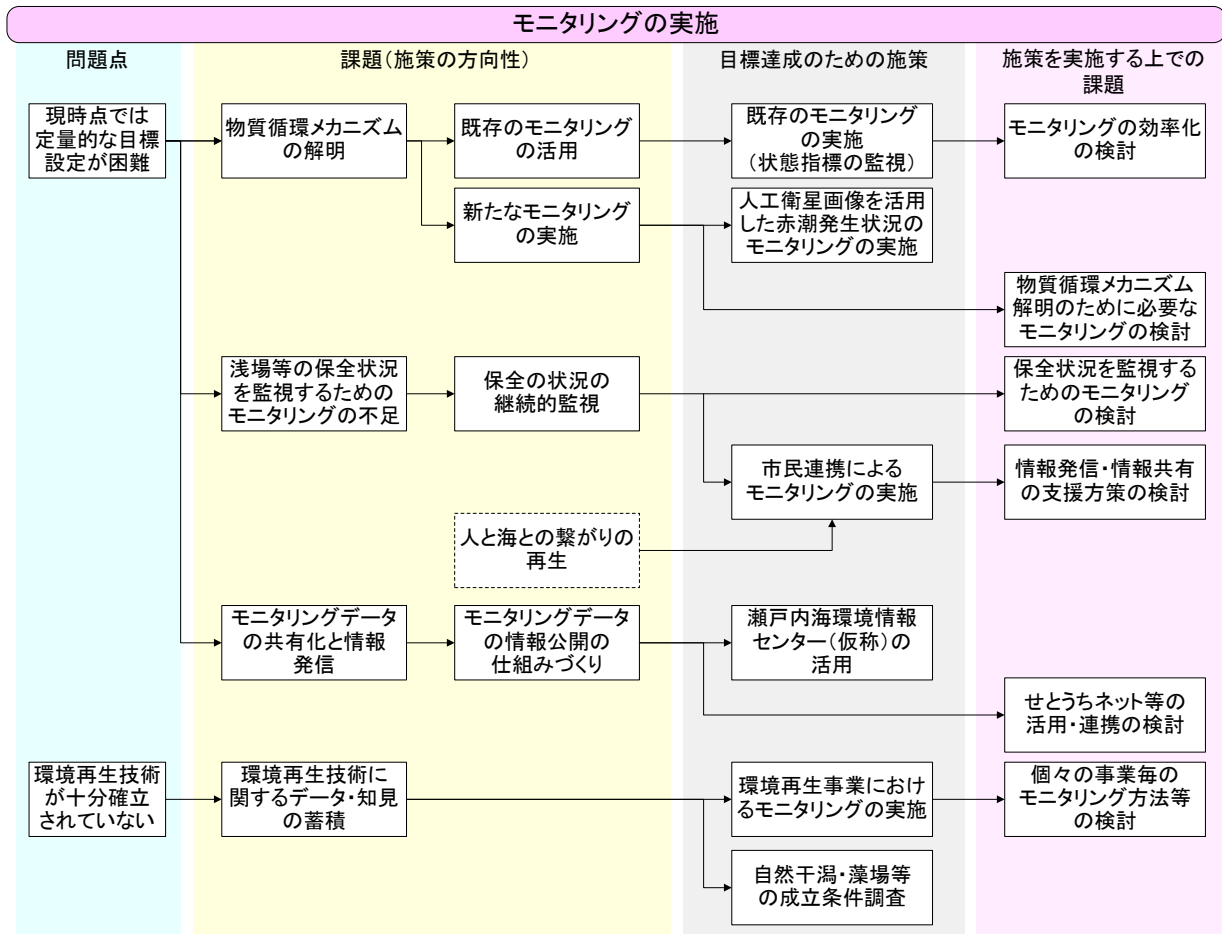 モニタリングの実施
問題点
課題（施策の方向性）
目標達成のための施策
施策を実施する上での
課題
現時点では
定量的な目標
設定が困難
物質循環メカニズム
の解明
既存のモニタリング
の活用
既存のモニタリング
の実施
（状態指標の監視）
モニタリングの効率化
の検討
新たなモニタリング
の実施
人工衛星画像を活用
した赤潮発生状況の
モニタリングの実施
物質循環メカニズム
解明のために必要な
モニタリングの検討
浅場等の保全状況
を監視するための
モニタリングの不足
保全の状況の
継続的監視
保全状況を監視する
ためのモニタリング
の検討
市民連携による
モニタリングの実施
情報発信・情報共有
の支援方策の検討
人と海との繋がりの
再生
モニタリングデータ
の共有化と情報
発信
モニタリングデータ
の情報公開の
仕組みづくり
瀬戸内海環境情報
センター（仮称）の
活用
せとうちネット等の
活用・連携の検討
環境再生技術
が十分確立
されていない
環境再生技術に
関するデータ・知見
の蓄積
環境再生事業におけ
るモニタリングの実施
個々の事業毎の
モニタリング方法等
の検討
自然干潟・藻場等
の成立条件調査